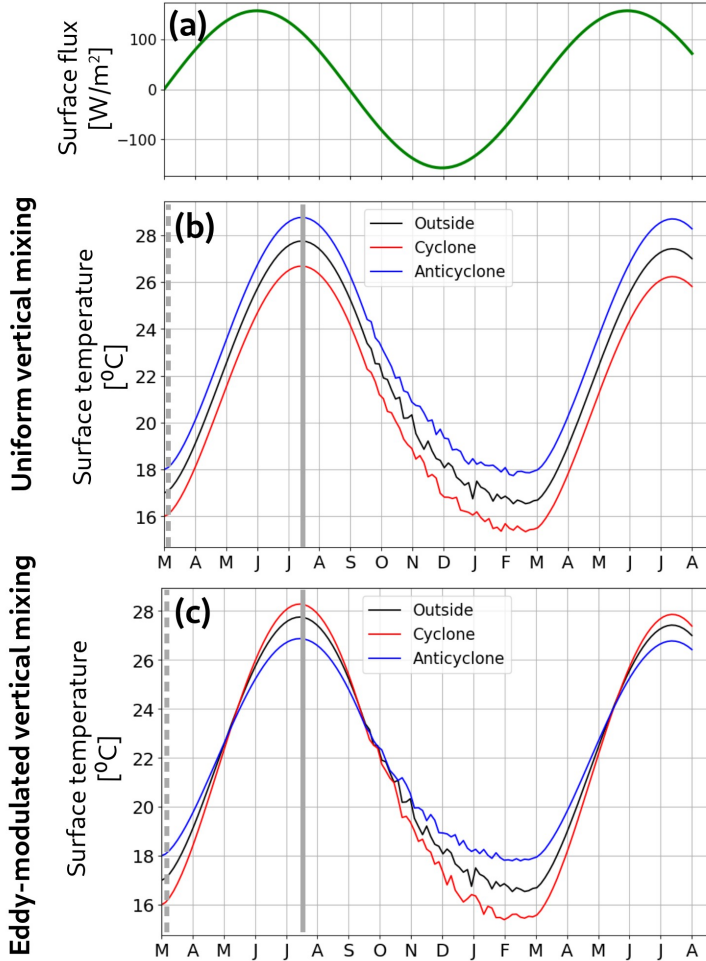 (a)
Surface flux
[W/m²]
100
0
−100
Uniform vertical mixing
(b)
Surface temperature
[⁰C]
Outside
Cyclone
Anticyclone
28
26
24
22
20
18
16
M A M J J A S O N D J F M A M J J A
Eddy-modulated vertical mixing
(c)
Surface temperature
[⁰C]
Outside
Cyclone
Anticyclone
28
26
24
22
20
18
16
M A M J J A S O N D J F M A M J J A